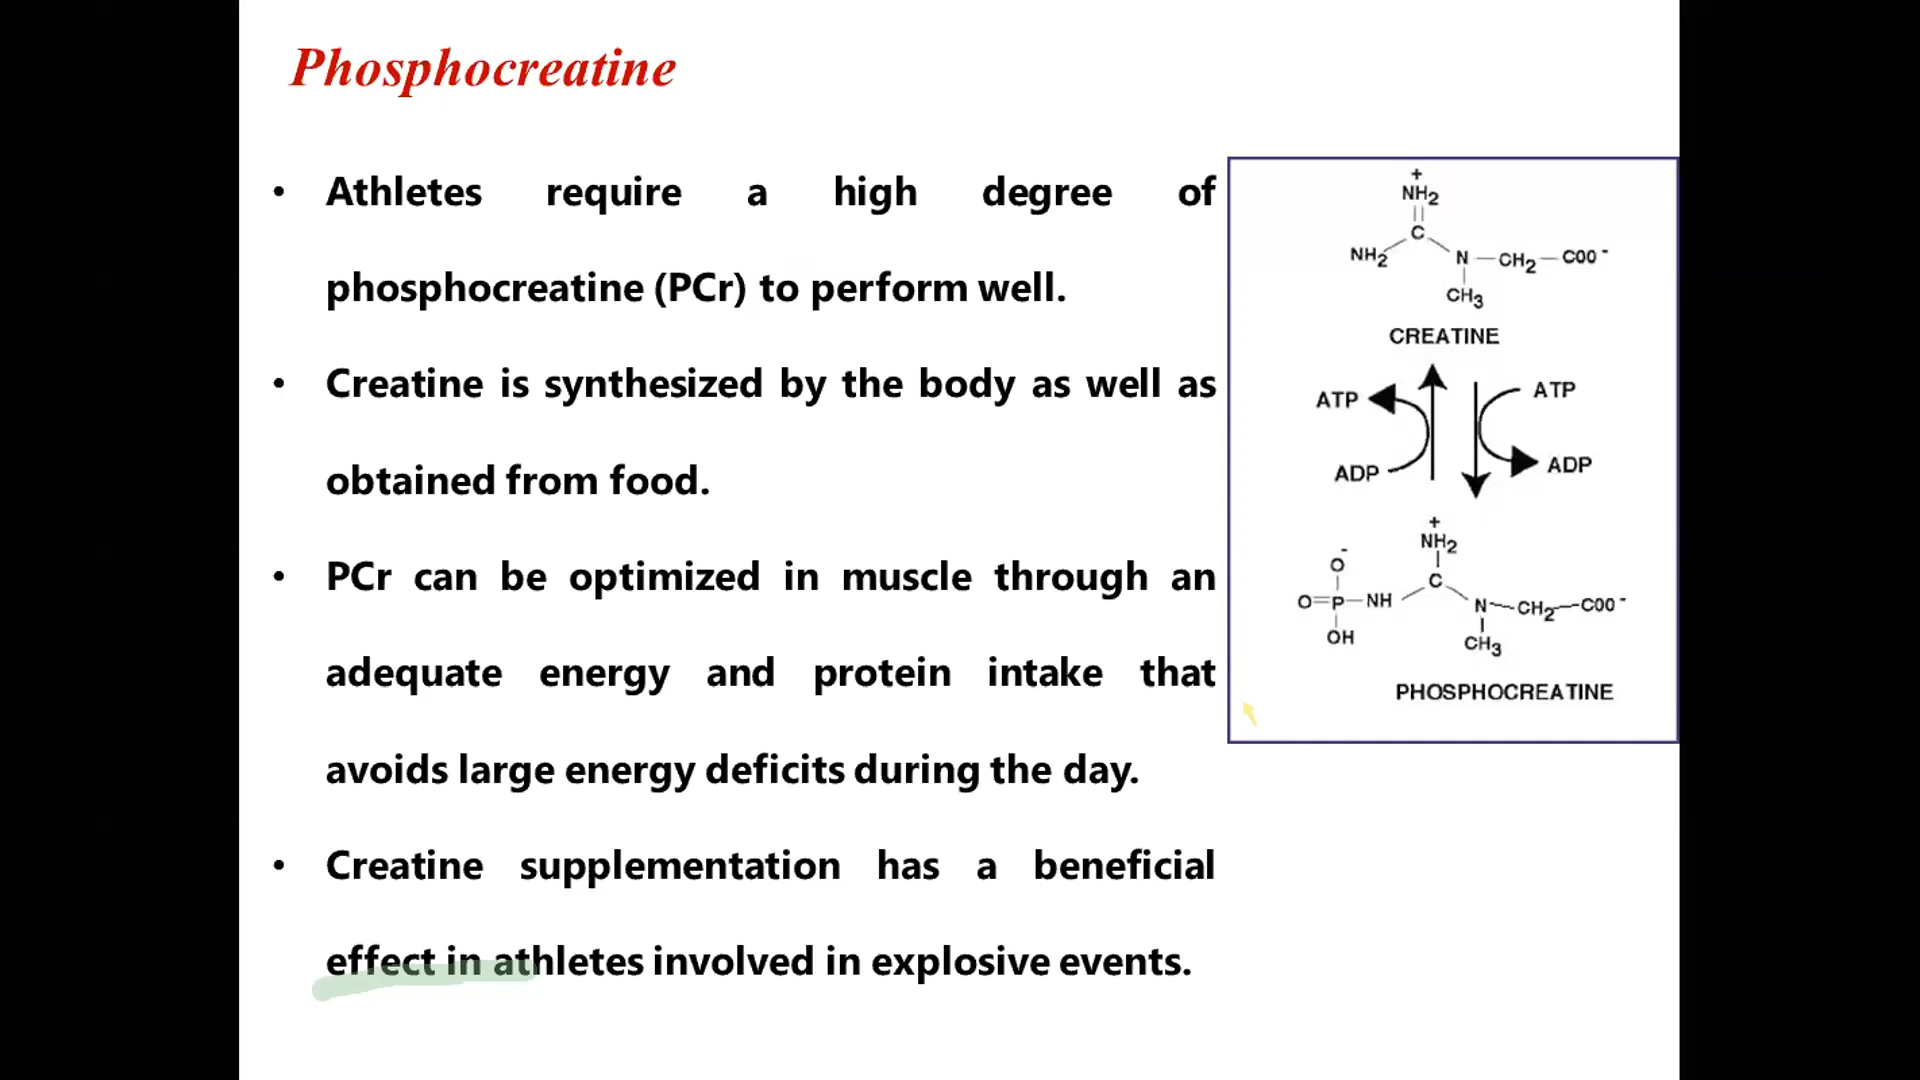 Phosphocreatine
• Athletes require a high degree of
phosphocreatine (PCr) to perform well.
• Creatine is synthesized by the body as well as
obtained from food.
• PCr can be optimized in muscle through an
adequate energy and protein intake that
avoids large energy deficits during the day.
• Creatine supplementation has a beneficial
effect in athletes involved in explosive events.
+
NH2
||
C
NH2 N — CH2 — COO -
CH3
CREATINE
ATP ATP
ADP ADP
+
O - NH2
C
O=P—NH N—CH2—COO -
OH CH3
PHOSPHOCREATINE